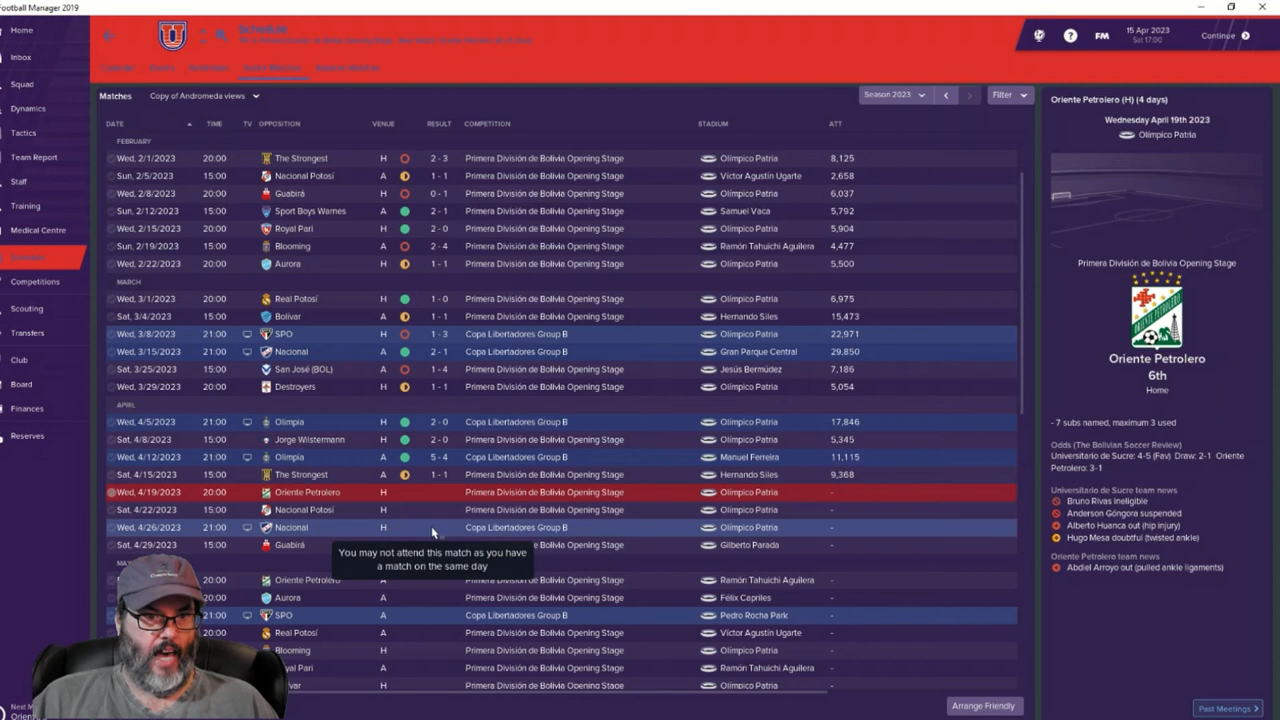 Football Manager 2019
Home
Inbox
Squad
Dynamics
Tactics
Team Report
Staff
Training
Medical Centre
Competitions
Scouting
Transfers
Club
Board
Finances
Reserves
FM
15 Apr 2023
Sat 17:00
Continue
Matches Copy of Andromeda views
Season 2023
Filter
DATE TIME TV OPPOSITION VENUE RESULT COMPETITION STADIUM ATT
FEBRUARY
Wed, 2/1/2023 20:00 The Strongest H 2 - 3 Primera División de Bolivia Opening Stage Olímpico Patria 8,125
Sun, 2/5/2023 15:00 Nacional Potosí A 1 - 1 Primera División de Bolivia Opening Stage Víctor Agustín Ugarte 2,658
Wed, 2/8/2023 20:00 Guabirá H 0 - 1 Primera División de Bolivia Opening Stage Olímpico Patria 6,037
Sun, 2/12/2023 15:00 Sport Boys Warnes A 2 - 1 Primera División de Bolivia Opening Stage Samuel Vaca 5,792
Wed, 2/15/2023 20:00 Royal Pari H 2 - 0 Primera División de Bolivia Opening Stage Olímpico Patria 5,904
Sun, 2/19/2023 15:00 Blooming A 2 - 4 Primera División de Bolivia Opening Stage Ramón Tahuichi Aguilera 4,477
Wed, 2/22/2023 20:00 Aurora H 1 - 1 Primera División de Bolivia Opening Stage Olímpico Patria 5,500
MARCH
Wed, 3/1/2023 20:00 Real Potosí H 1 - 0 Primera División de Bolivia Opening Stage Olímpico Patria 6,975
Sat, 3/4/2023 15:00 Bolívar A 1 - 1 Primera División de Bolivia Opening Stage Hernando Siles 15,473
Wed, 3/8/2023 21:00 SPO H 1 - 3 Copa Libertadores Group B Olímpico Patria 22,971
Wed, 3/15/2023 21:00 Nacional A 2 - 1 Copa Libertadores Group B Gran Parque Central 29,850
Sat, 3/25/2023 15:00 San José (BOL) A 1 - 4 Primera División de Bolivia Opening Stage Jesús Bermúdez 7,186
Wed, 3/29/2023 20:00 Destroyers H 1 - 1 Primera División de Bolivia Opening Stage Olímpico Patria 5,054
APRIL
Wed, 4/5/2023 21:00 Olimpia H 2 - 0 Copa Libertadores Group B Olímpico Patria 17,846
Sat, 4/8/2023 15:00 Jorge Wilstermann H 2 - 0 Primera División de Bolivia Opening Stage Olímpico Patria 5,345
Wed, 4/12/2023 21:00 Olimpia A 5 - 4 Copa Libertadores Group B Manuel Ferreira 11,115
Sat, 4/15/2023 15:00 The Strongest A 1 - 1 Primera División de Bolivia Opening Stage Hernando Siles 9,368
Wed, 4/19/2023 20:00 Oriente Petrolero H Primera División de Bolivia Opening Stage Olímpico Patria -
Sat, 4/22/2023 15:00 Nacional Potosí H Primera División de Bolivia Opening Stage Olímpico Patria -
Wed, 4/26/2023 21:00 Nacional H Copa Libertadores Group B Olímpico Patria -
Sat, 4/29/2023 15:00 Guabirá división de Bolivia Opening Stage Gilberto Parada -
You may not attend this match as you have
a match on the same day
20:00 Oriente Petrolero A Primera División de Bolivia Opening Stage Ramón Tahuichi Aguilera -
20:00 Aurora A Primera División de Bolivia Opening Stage Félix Capriles -
21:00 SPO A Copa Libertadores Group B Pedro Rocha Park -
20:00 Real Potosí A Primera División de Bolivia Opening Stage Víctor Agustín Ugarte -
Blooming H Primera División de Bolivia Opening Stage Olímpico Patria -
Royal Pari A Primera División de Bolivia Opening Stage Ramón Tahuichi Aguilera -
H Primera División de Bolivia Opening Stage Olímpico Patria -
Arrange Friendly
Oriente Petrolero (H) (4 days)
Wednesday April 19th 2023
Olímpico Patria
Primera División de Bolivia Opening Stage
Oriente Petrolero
6th
Home
- 7 subs named, maximum 3 used
Odds (The Bolivian Soccer Review)
Universitario de Sucre: 4-5 (Fav) Draw: 2-1 Oriente
Petrolero: 3-1
Universitario de Sucre team news
Bruno Rivas ineligible
Anderson Góngora suspended
Alberto Huanca out (hip injury)
Hugo Mesa doubtful (twisted ankle)
Oriente Petrolero team news
Abdiel Arroyo out (pulled ankle ligaments)
Past Meetings